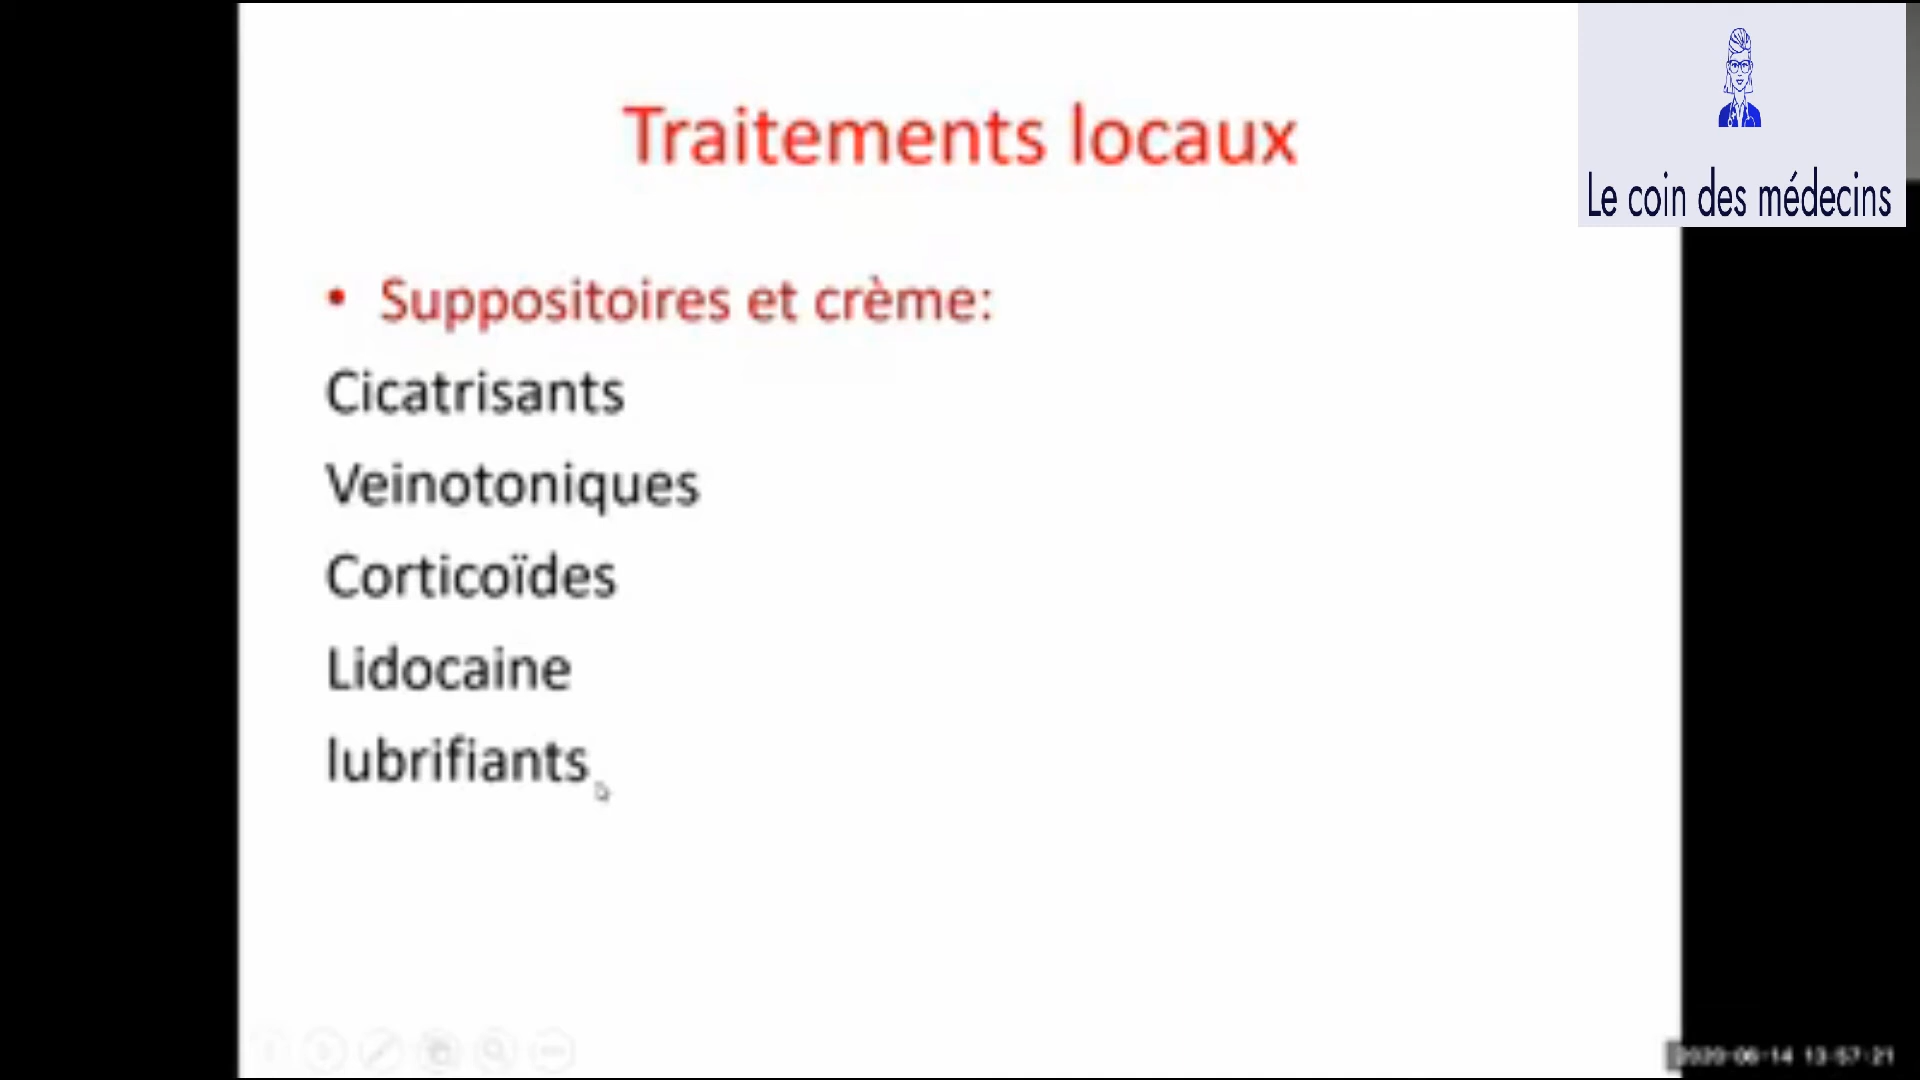 Traitements locaux
Le coin des médecins
• Suppositoires et crème:
Cicatrisants
Veinotoniques
Corticoïdes
Lidocaine
lubrifiants
2020-06-14 13:57:21